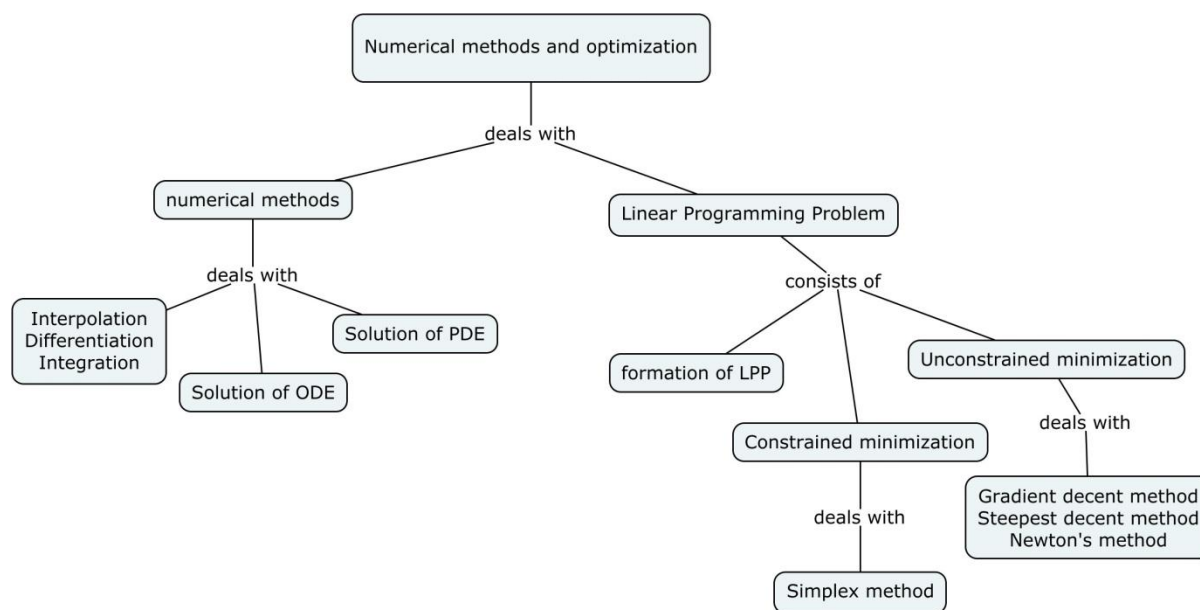 Numerical methods and optimization
deals with
numerical methods
Linear Programming Problem
deals with
consists of
Interpolation
Differentiation
Integration
Solution of PDE
Solution of ODE
formation of LPP
Unconstrained minimization
Constrained minimization
deals with
Gradient decent method
Steepest decent method
Newton's method
deals with
Simplex method